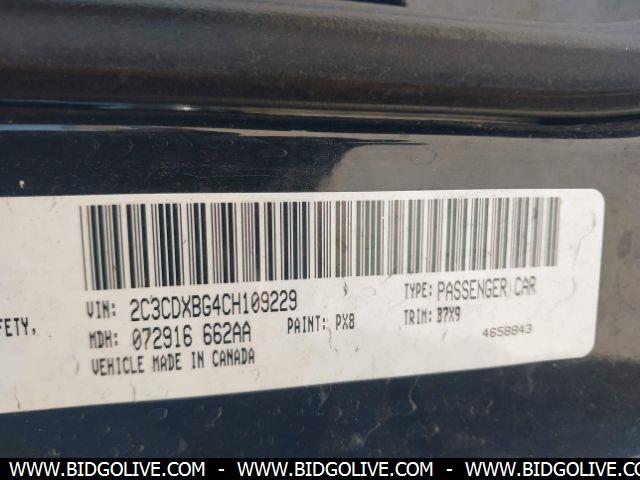 VIN: 2C3CDXBG4CH109229 TYPE: PASSENGER CAR
FETY, MDH: 072916 662AA PAINT: PX8 TRIM: B7X9
VEHICLE MADE IN CANADA 4658843
WWW.BIDGOLIVE.COM - WWW.BIDGOLIVE.COM - WWW.BIDGOLIVE.COM